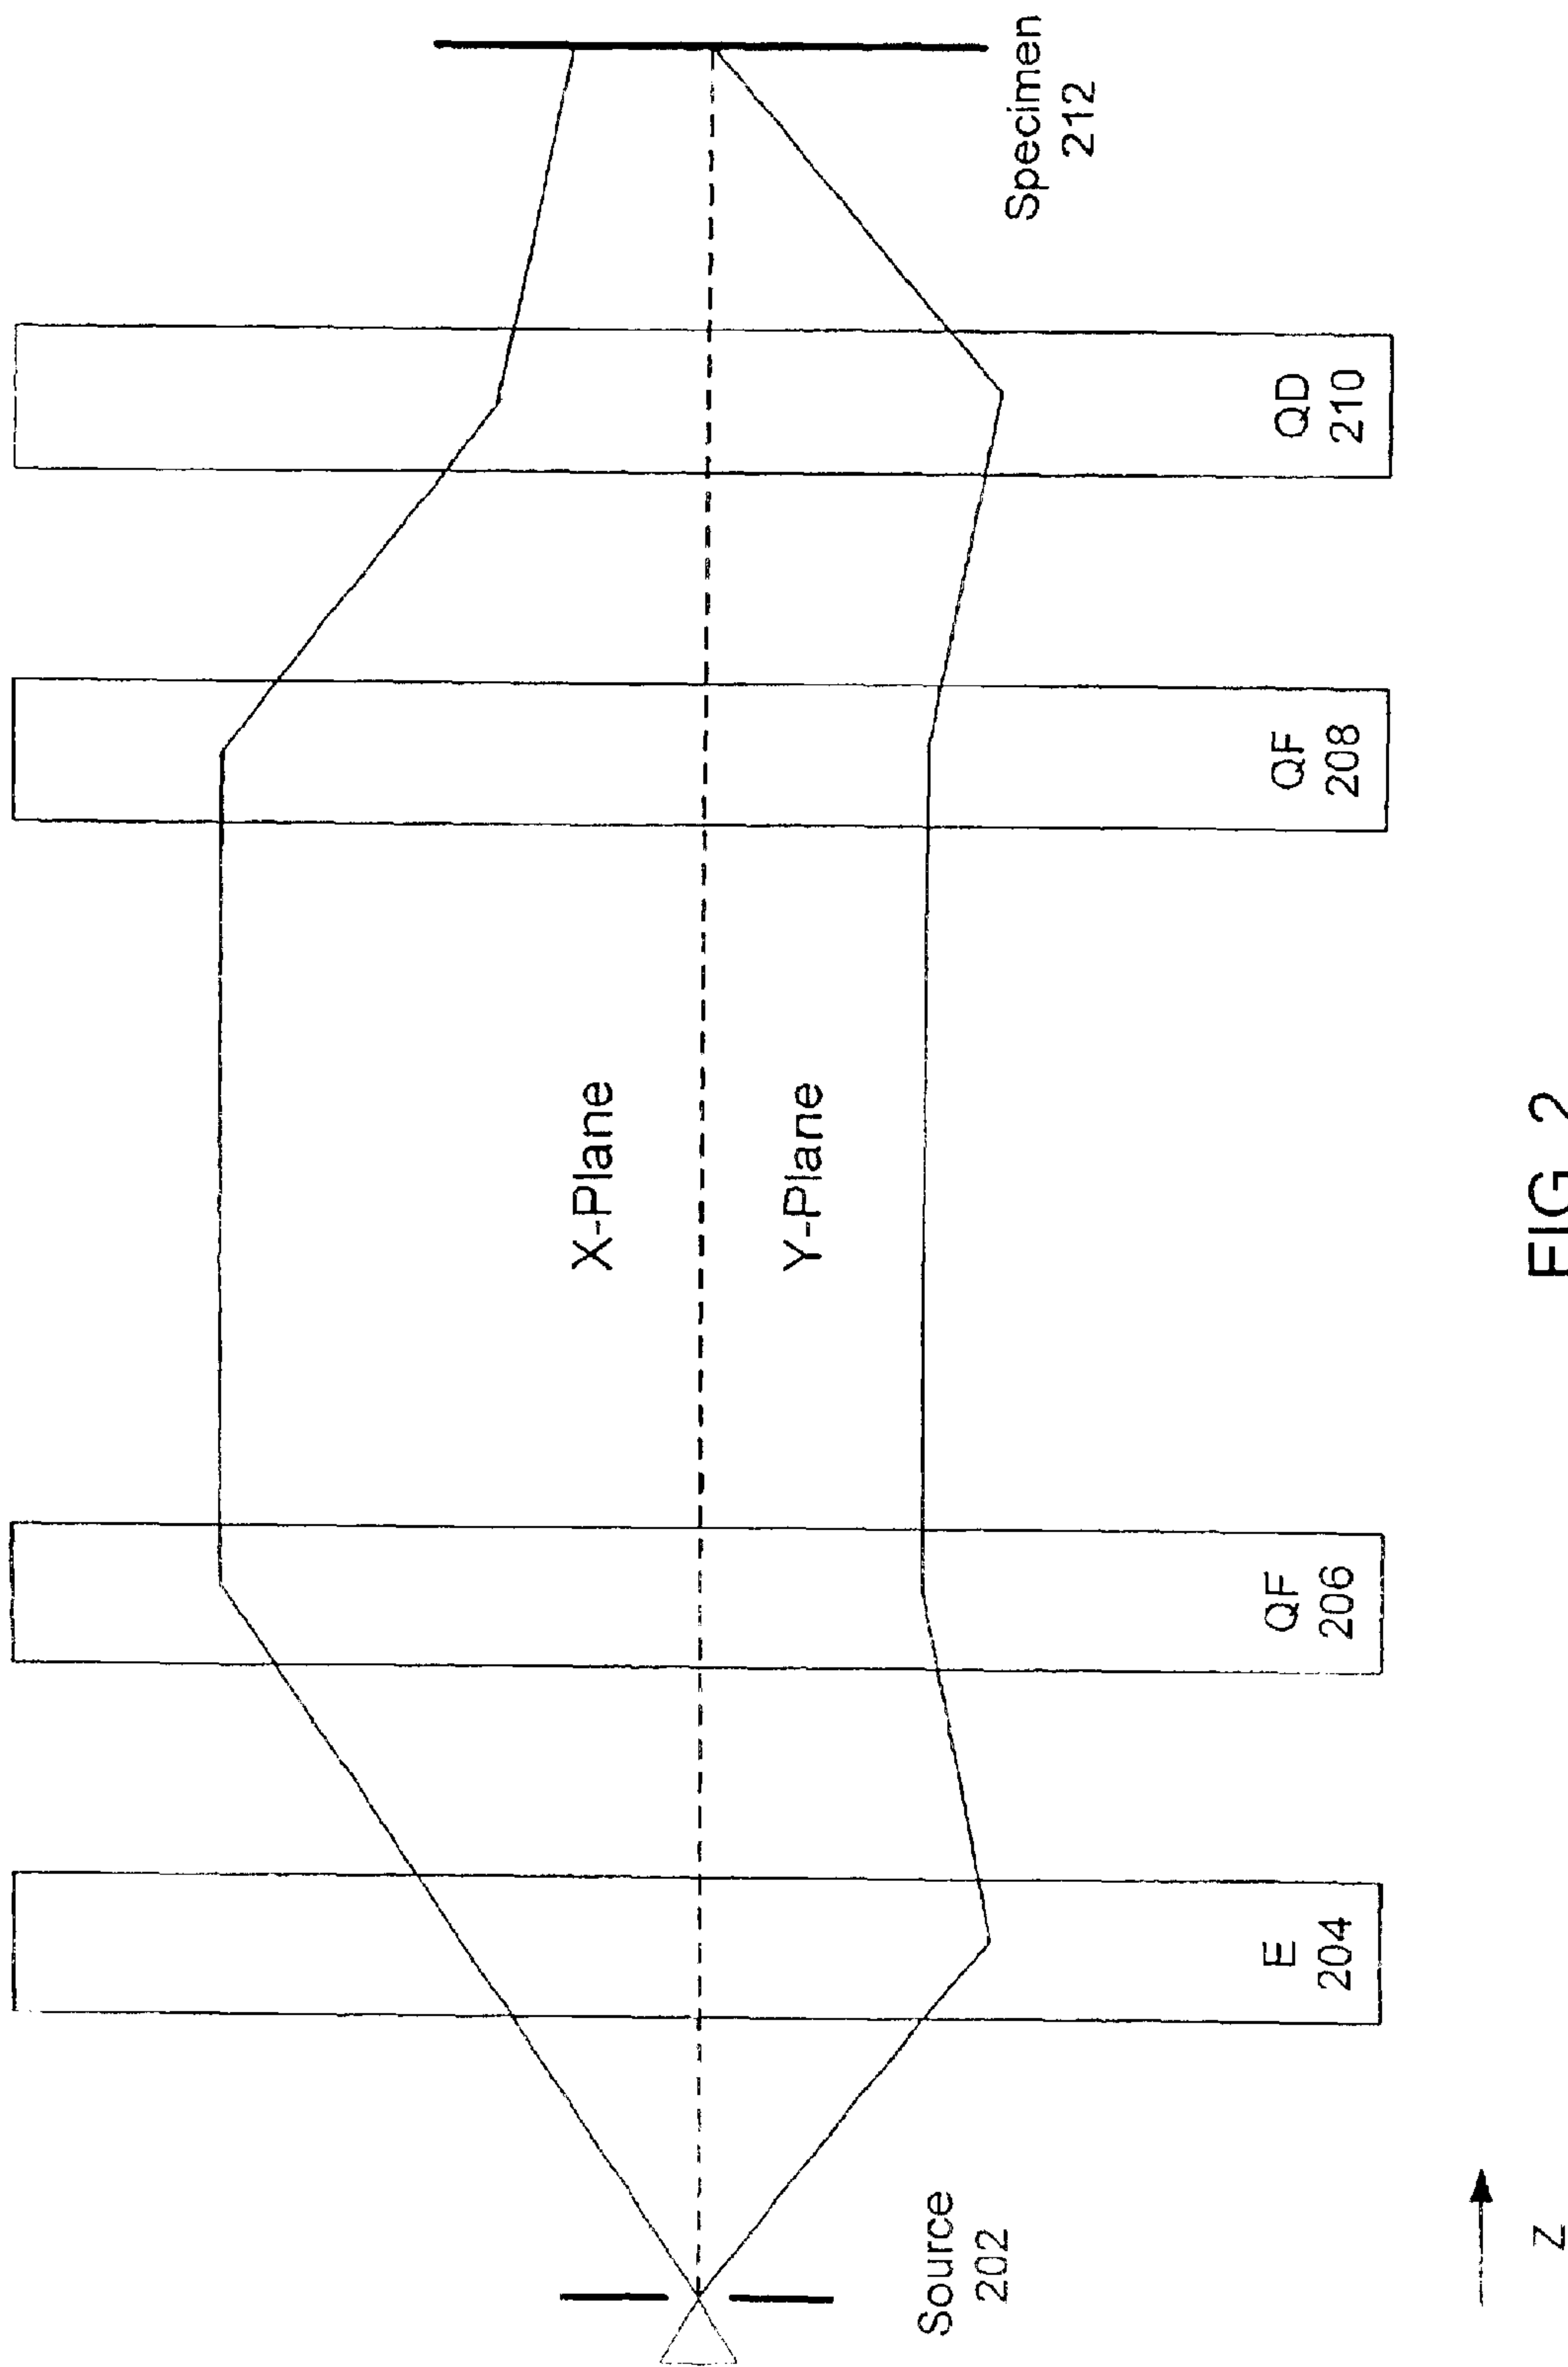 X-Plane
Y-Plane
Source
202
E
204
QF
206
QF
208
QD
210
Specimen
212
Z
FIG. 2